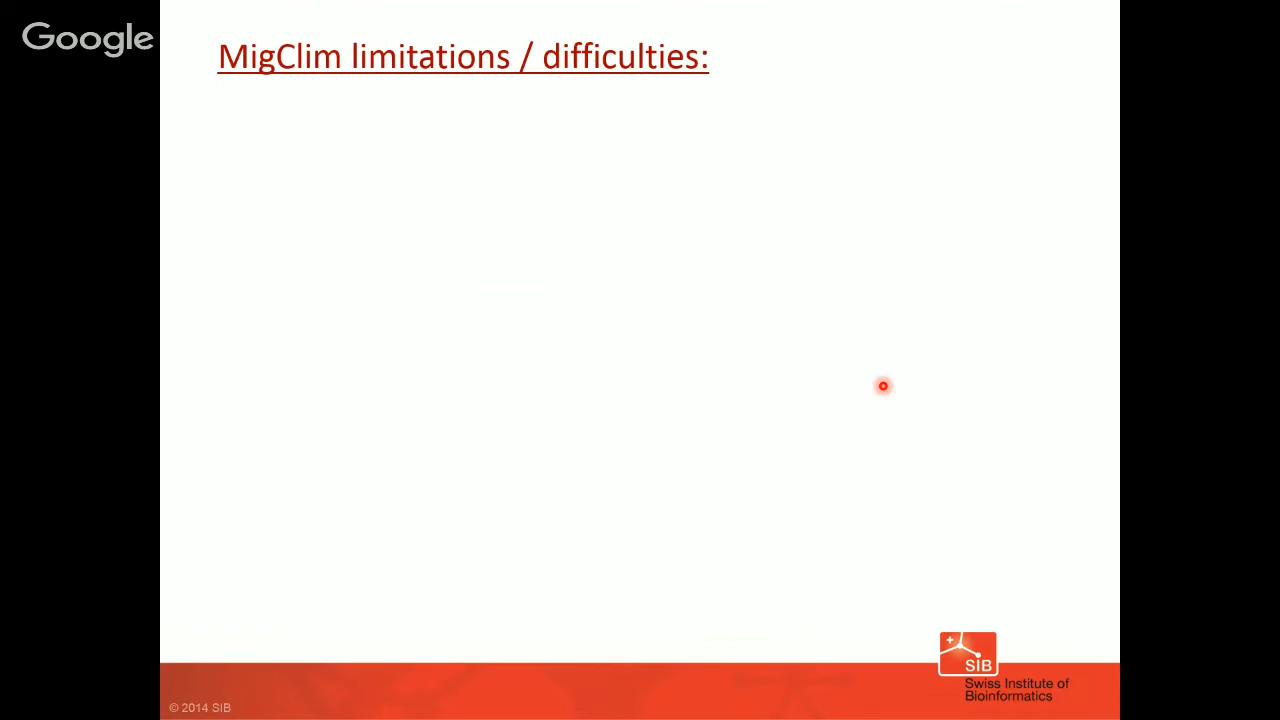 Google
MigClim limitations / difficulties:
SIB
Swiss Institute of
Bioinformatics
© 2014 SIB